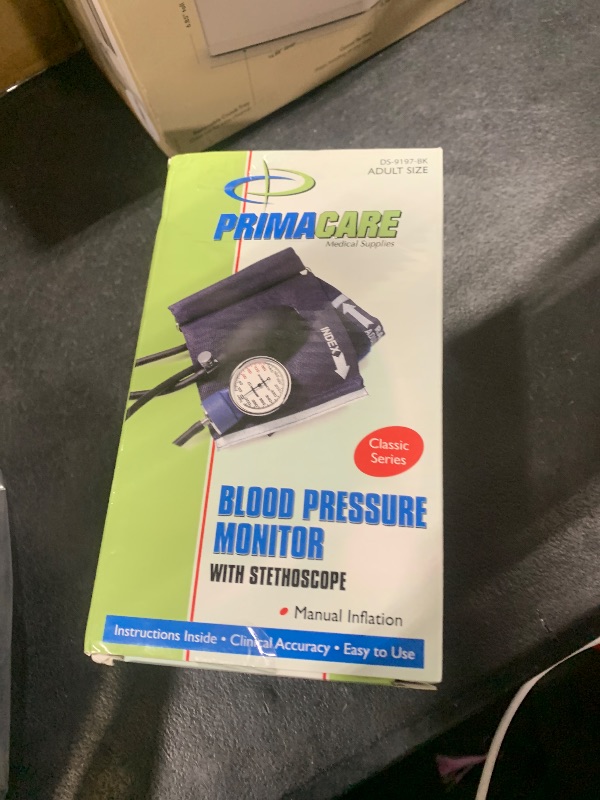 DS-9197-BK
ADULT SIZE
PRIMACARE
Medical Supplies
INDEX
Classic
Series
BLOOD PRESSURE
MONITOR
WITH STETHOSCOPE
• Manual Inflation
Instructions Inside • Clinical Accuracy • Easy to Use